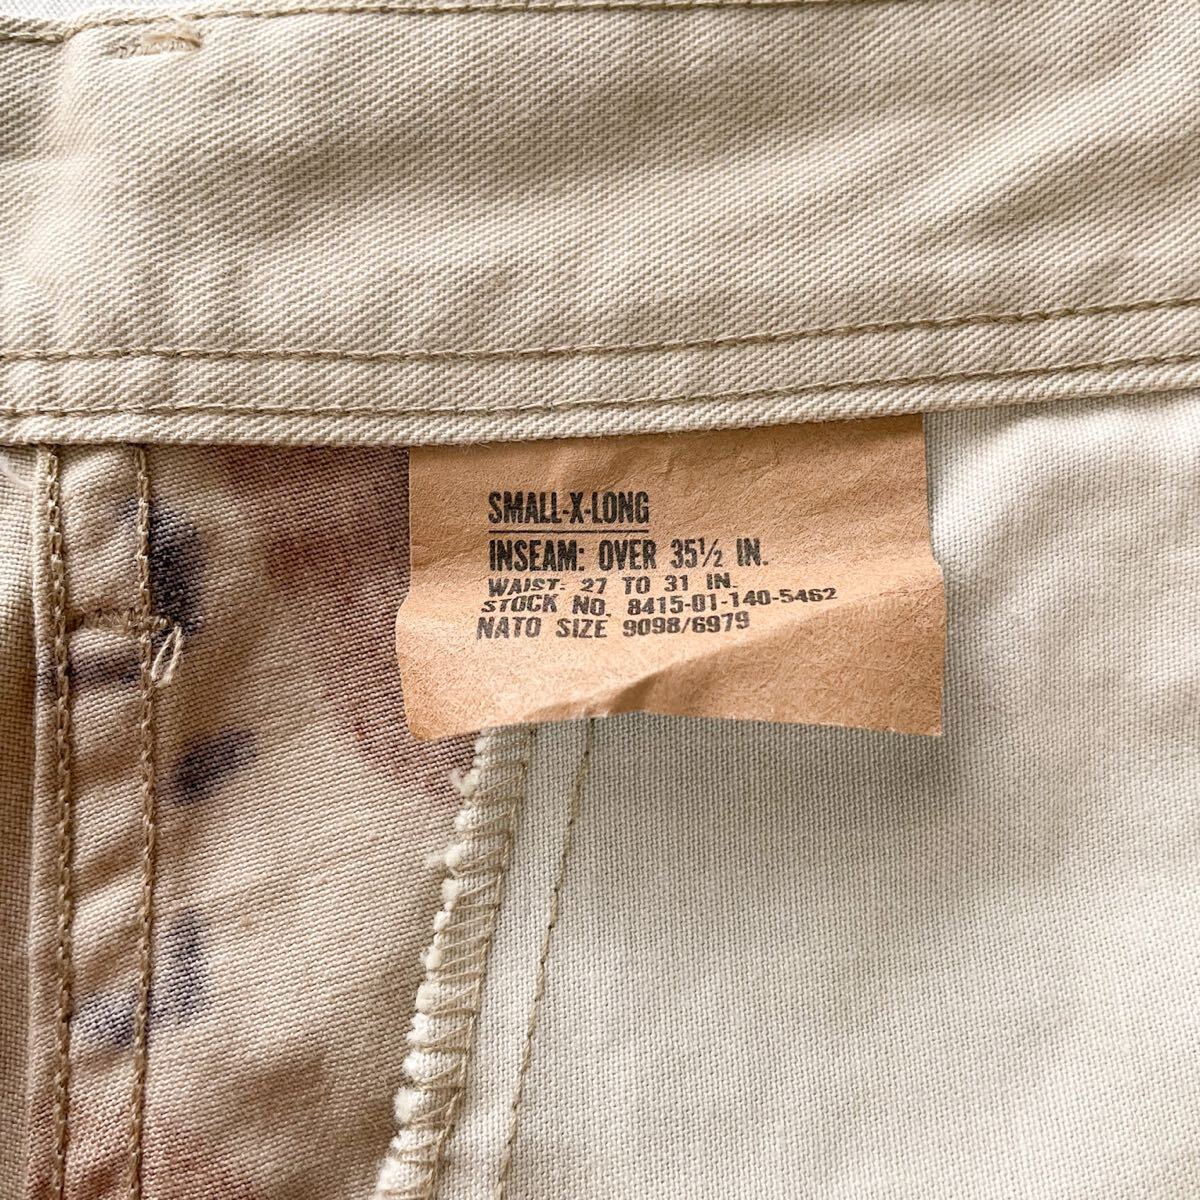 SMALL-X-LONG
INSEAM: OVER 35½ IN.
WAIST: 27 TO 31 IN.
STOCK NO. 8415-01-140-5462
NATO SIZE 9098/6979